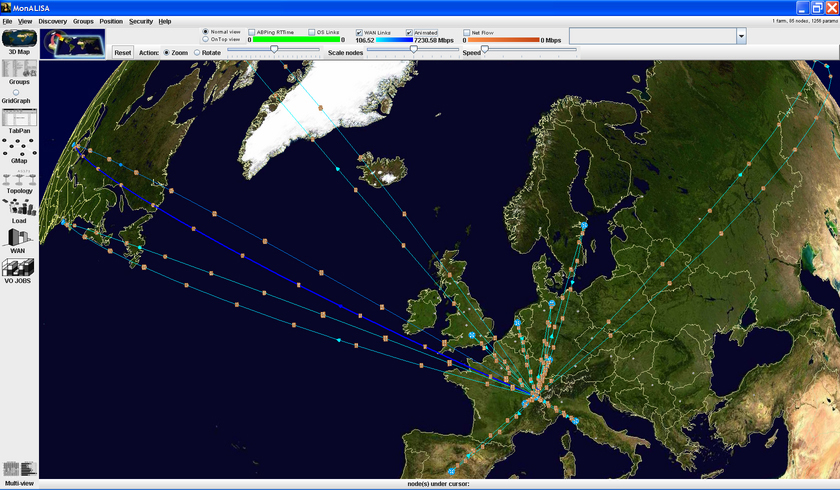 MonALISA
File View Discovery Groups Position Security Help
1 farm, 65 nodes, 1256 params
3D Map
Groups
GridGraph
TabPan
GMap
Topology
Load
WAN
VO JOBS
Multi-view
Normal view
OnTop view
ABPing RTTime
OS Links
0 0
WAN Links
Animated
106.52 7230.58 Mbps
Net Flow
0 0 Mbps
Reset
Action: Zoom Rotate
Scale nodes
Speed
node(s) under cursor: